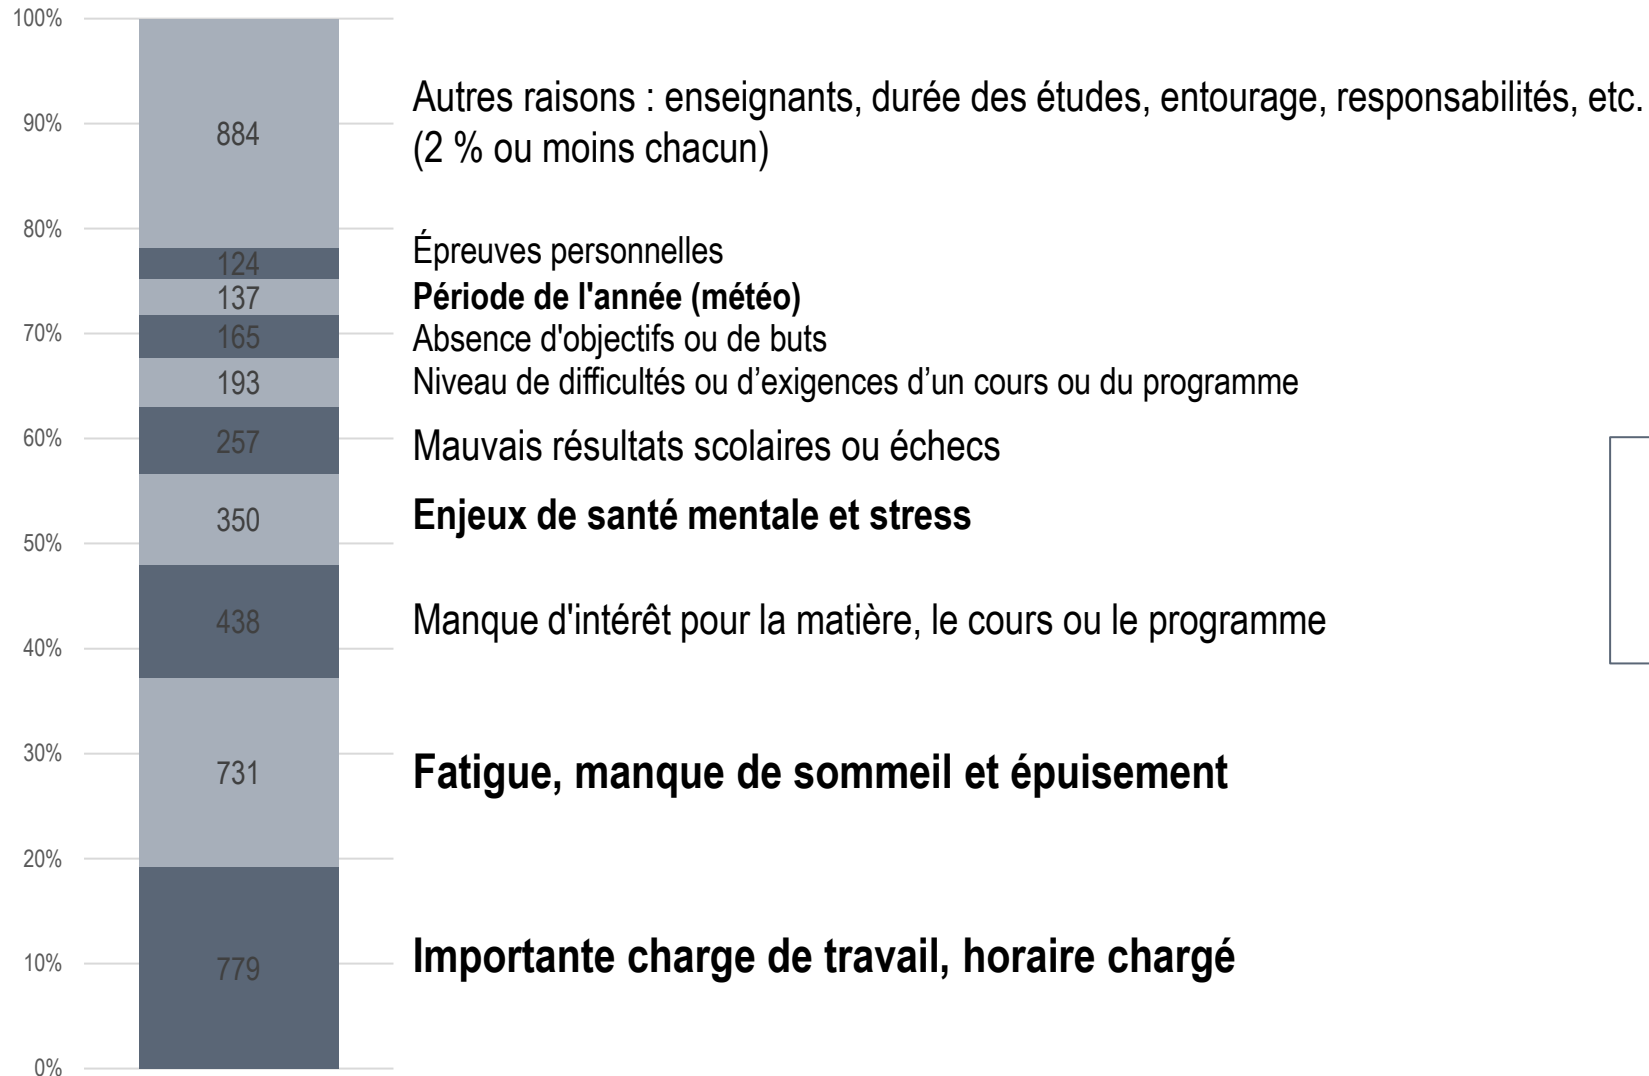 100%
90%
80%
70%
60%
50%
40%
30%
20%
10%
0%
884
124
137
165
193
257
350
438
731
779
Autres raisons : enseignants, durée des études, entourage, responsabilités, etc.
(2 % ou moins chacun)
Épreuves personnelles
Période de l'année (météo)
Absence d'objectifs ou de buts
Niveau de difficultés ou d’exigences d’un cours ou du programme
Mauvais résultats scolaires ou échecs
Enjeux de santé mentale et stress
Manque d'intérêt pour la matière, le cours ou le programme
Fatigue, manque de sommeil et épuisement
Importante charge de travail, horaire chargé